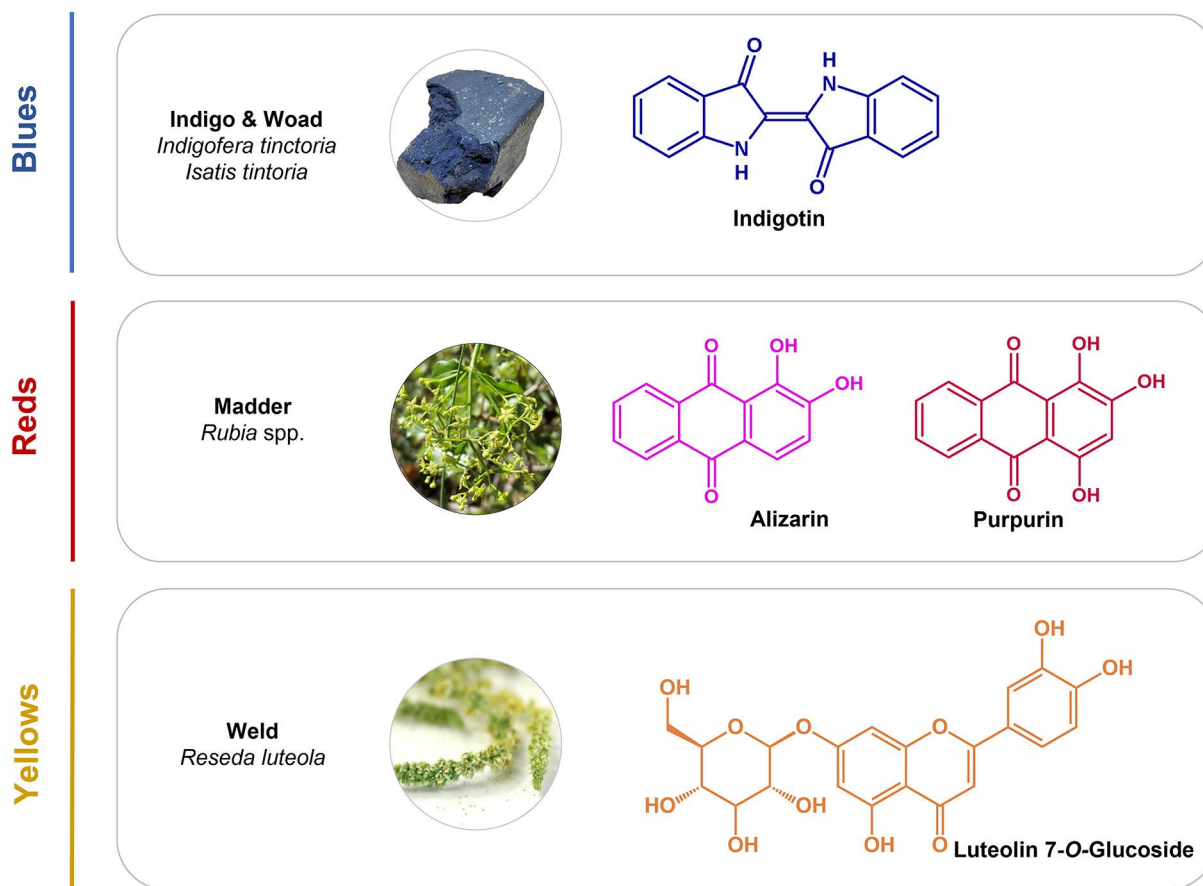 Blues
Indigo & Woad
Indigofera tinctoria
Isatis tintoria
O
H
N
N
H
O
Indigotin
Reds
Madder
Rubia spp.
O
OH
OH
O
Alizarin
O
OH
OH
O
OH
Purpurin
Yellows
Weld
Reseda luteola
OH
OH
OH
O
O
O
HO
OH
OH
OH
O
Luteolin 7-O-Glucoside